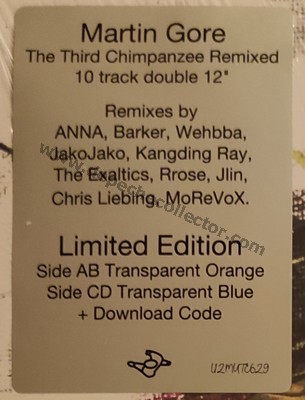 Martin Gore
The Third Chimpanzee Remixed
10 track double 12"
Remixes by
ANNA, Barker, Wehbba,
JakoJako, Kangding Ray,
The Exaltics, Rrose, Jlin,
Chris Liebing, MoReVoX.
Limited Edition
Side AB Transparent Orange
Side CD Transparent Blue
+ Download Code
L12MUTE629